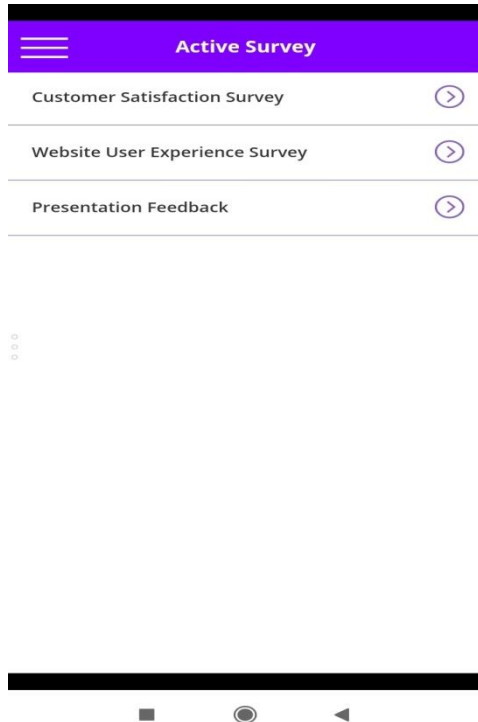 Active Survey
Customer Satisfaction Survey
Website User Experience Survey
Presentation Feedback